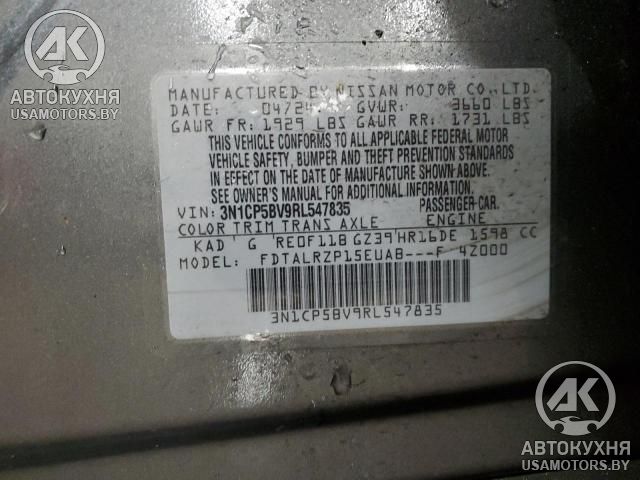 АК
АВТОКУХНЯ
USAMOTORS.BY
MANUFACTURED BY NISSAN MOTOR CO.,LTD.
DATE: 04/24 GVWR: 3660 LBS
GAWR FR: 1929 LBS GAWR RR: 1731 LBS
THIS VEHICLE CONFORMS TO ALL APPLICABLE FEDERAL MOTOR
VEHICLE SAFETY, BUMPER AND THEFT PREVENTION STANDARDS
IN EFFECT ON THE DATE OF MANUFACTURE SHOWN ABOVE.
SEE OWNER'S MANUAL FOR ADDITIONAL INFORMATION.
VIN: 3N1CP5BV9RL547835 PASSENGER CAR
COLOR TRIM TRANS AXLE ENGINE
KAD G RE0F11B GZ39 HR16DE 1598 CC
MODEL: FDTALRZP15EUAB---F 4Z000
3N1CP5BV9RL547835
АК
АВТОКУХНЯ
USAMOTORS.BY